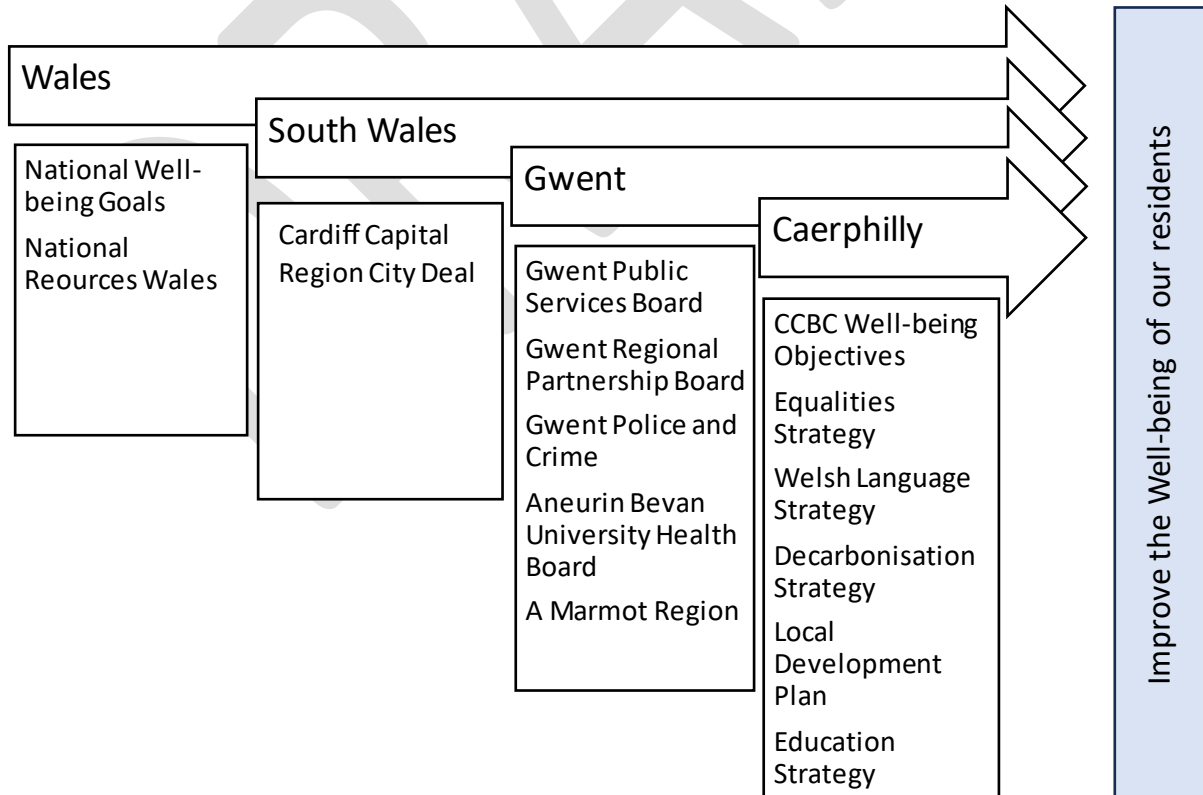 Wales
National Well-
being Goals
National
Reources Wales
South Wales
Cardiff Capital
Region City Deal
Gwent
Gwent Public
Services Board
Gwent Regional
Partnership Board
Gwent Police and
Crime
Aneurin Bevan
University Health
Board
A Marmot Region
Caerphilly
CCBC Well-being
Objectives
Equalities
Strategy
Welsh Language
Strategy
Decarbonisation
Strategy
Local
Development
Plan
Education
Strategy
Improve the Well-being of our residents